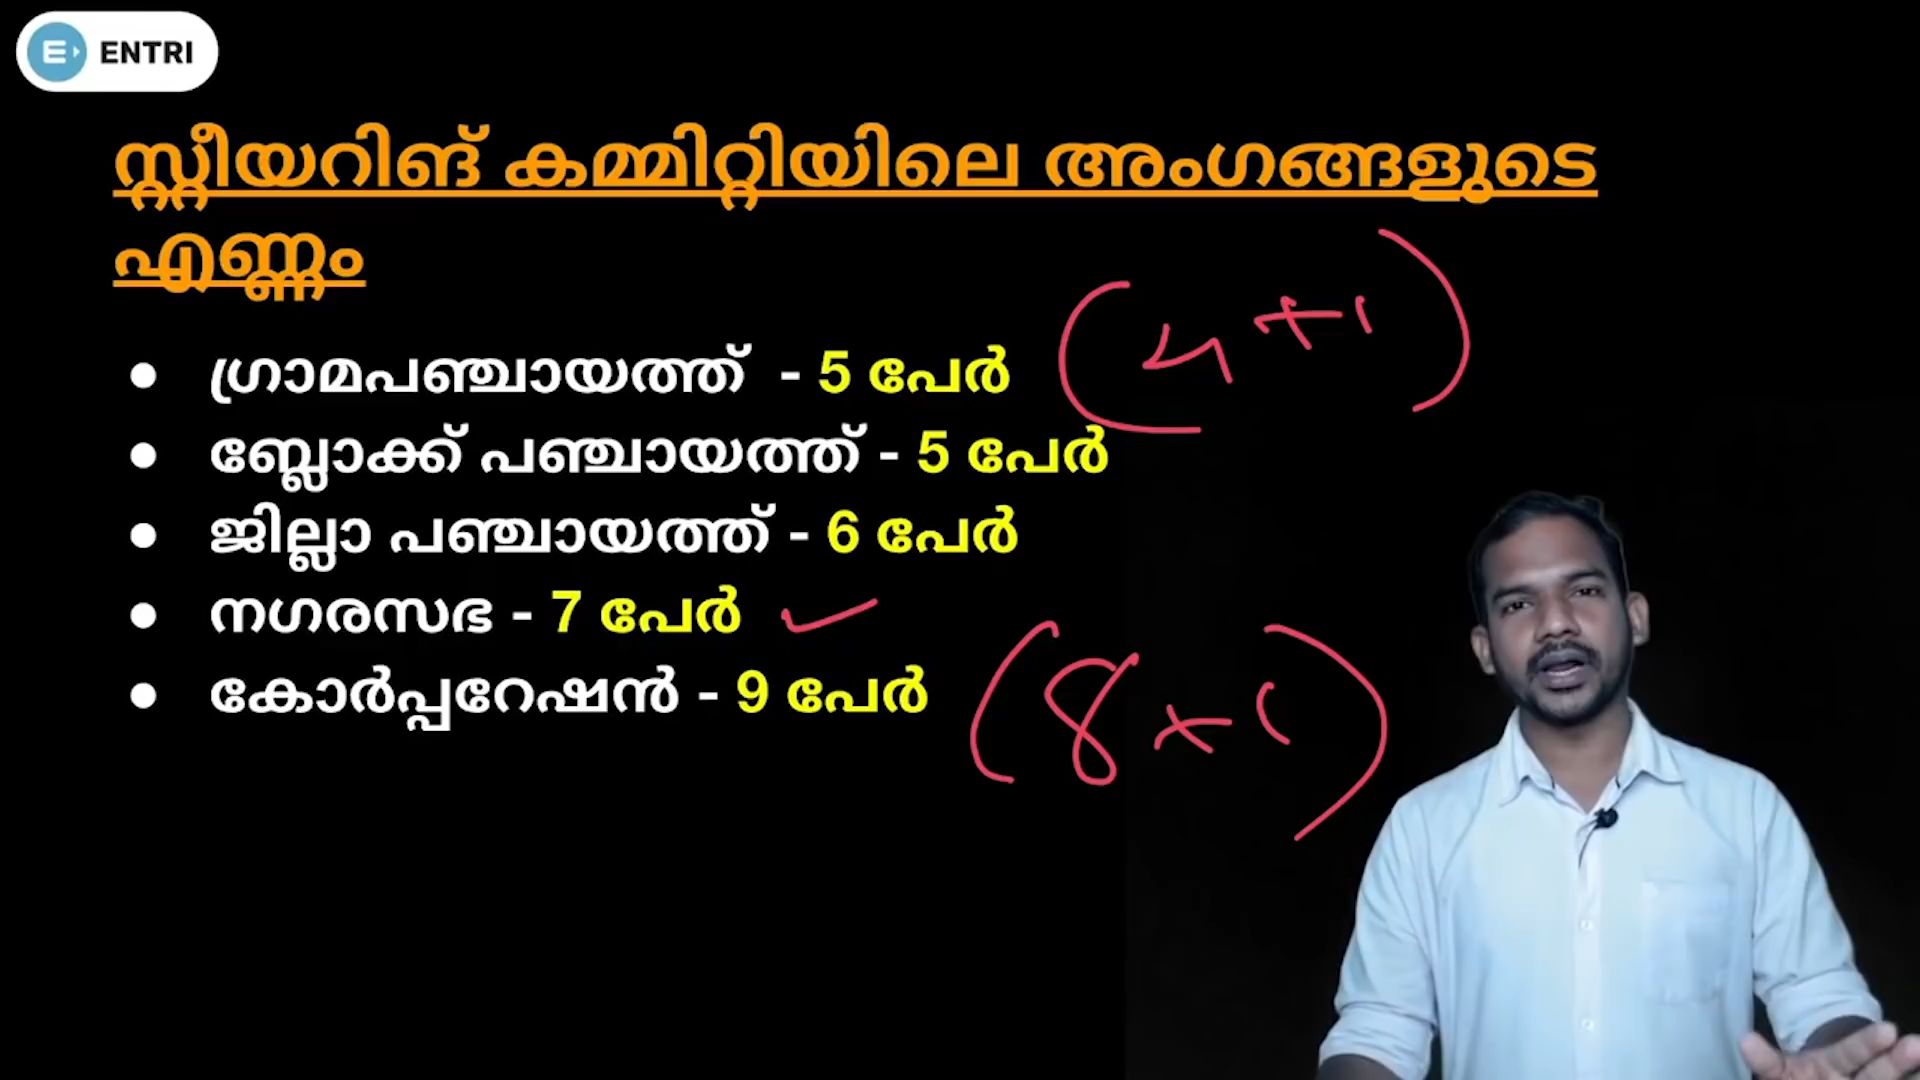 ENTRI
സ്റ്റീയറിങ് കമ്മിറ്റിയിലെ അംഗങ്ങളുടെ
എണ്ണം
(4+1)
● ഗ്രാമപഞ്ചായത്ത് - 5 പേർ
● ബ്ലോക്ക് പഞ്ചായത്ത് - 5 പേർ
● ജില്ലാ പഞ്ചായത്ത് - 6 പേർ
● നഗരസഭ - 7 പേർ ✓
● കോർപ്പറേഷൻ - 9 പേർ (8+1)